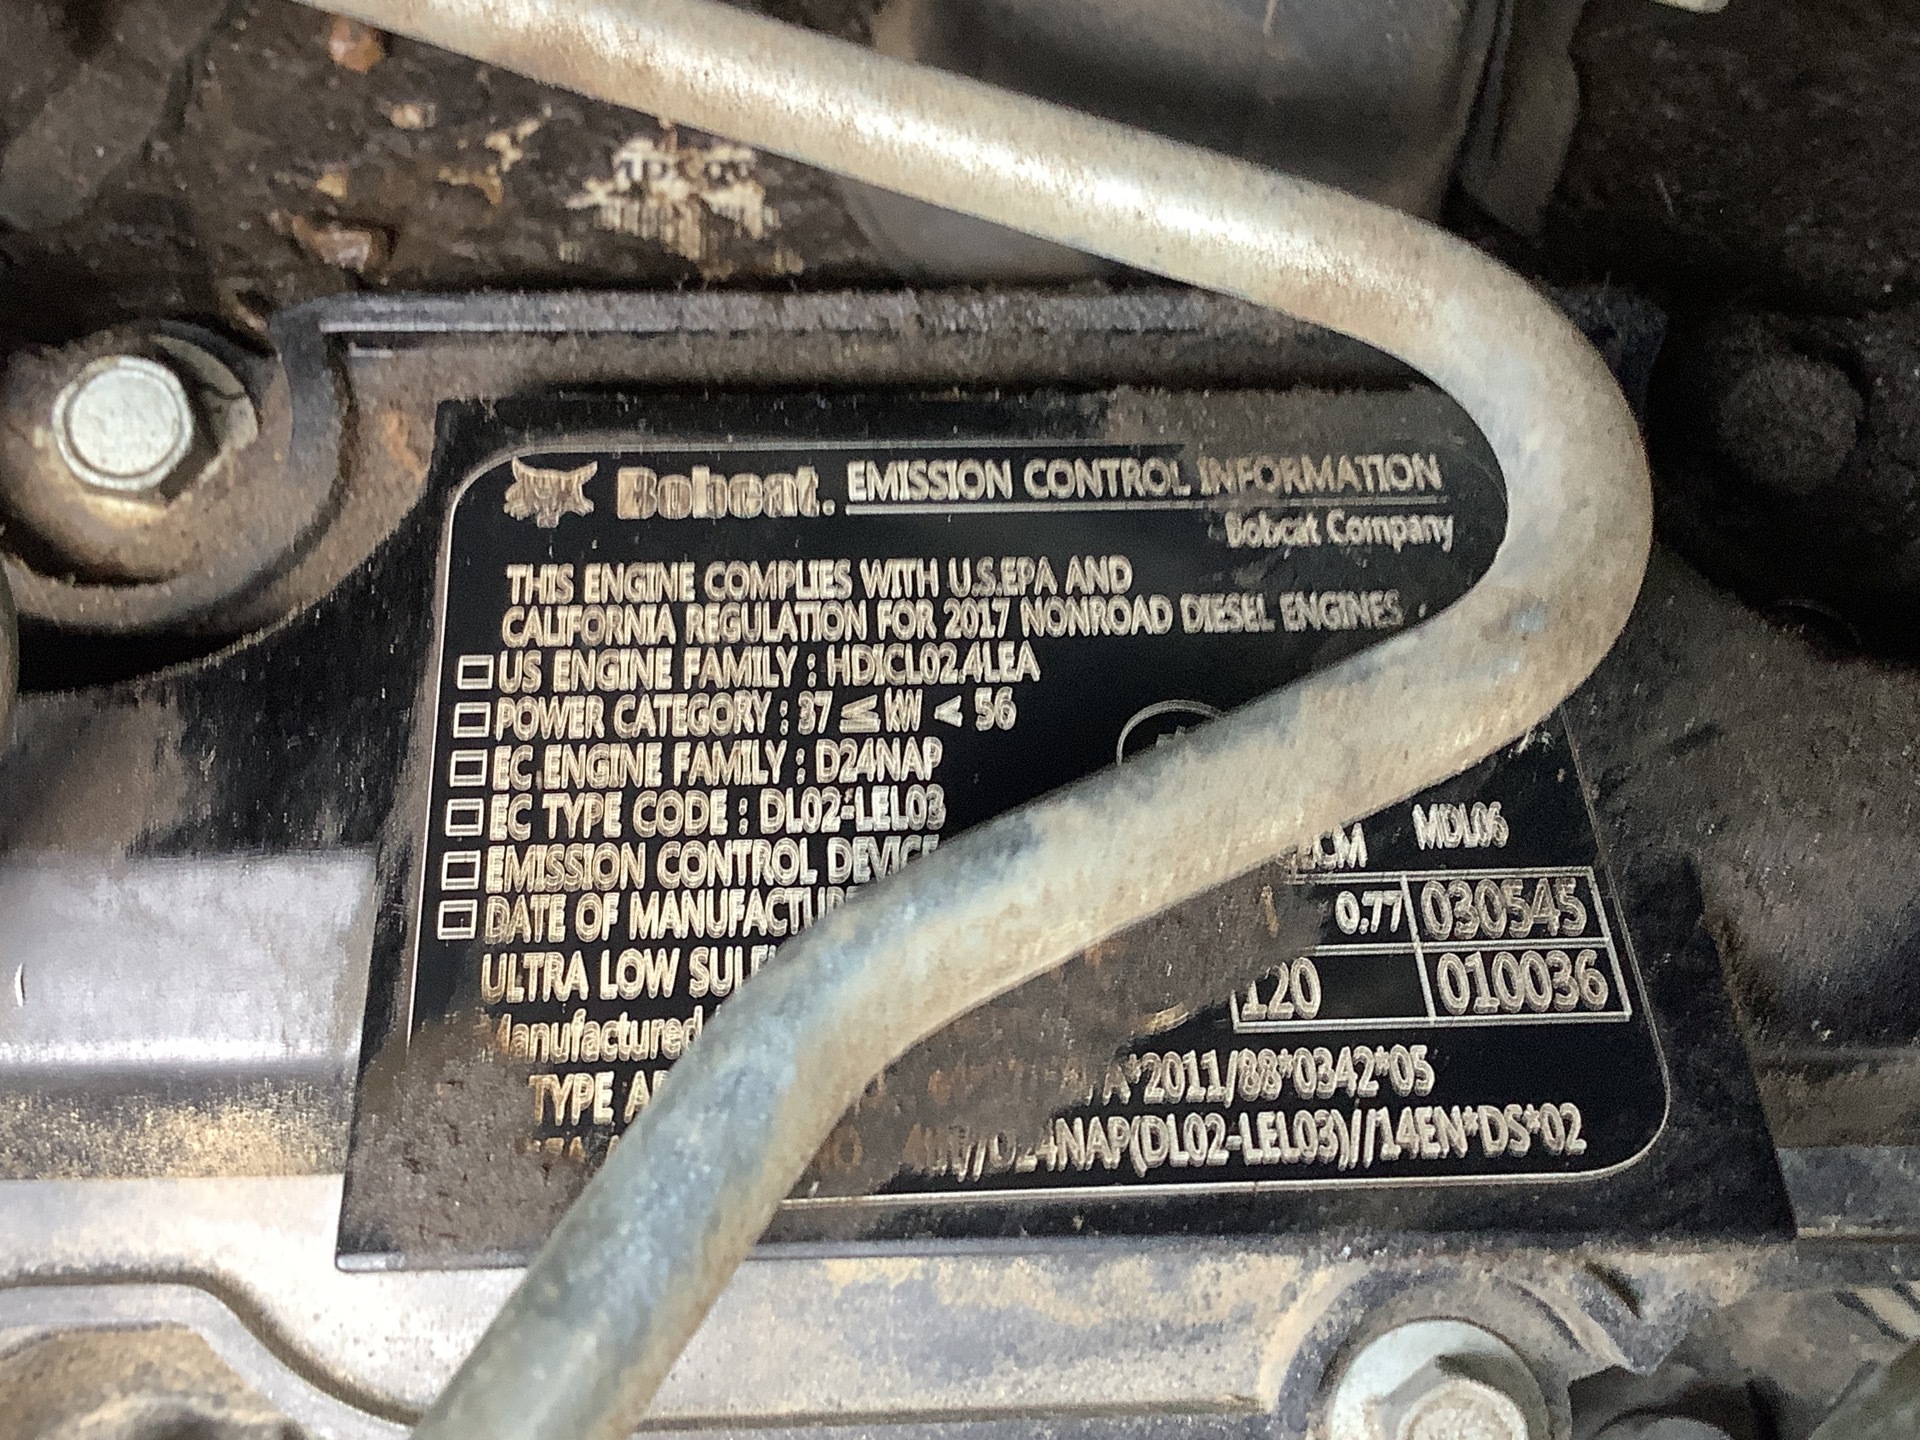 Bobcat. EMISSION CONTROL INFORMATION
Bobcat Company
THIS ENGINE COMPLIES WITH U.S.EPA AND
CALIFORNIA REGULATION FOR 2017 NONROAD DIESEL ENGINES
US ENGINE FAMILY : HDICL02.4LEA
POWER CATEGORY : 37 ≤ kW < 56
EC ENGINE FAMILY : D24NAP
EC TYPE CODE : DL02-LEL03
EMISSION CONTROL
ECM MDL06
DATE OF
0.77 030545
ULTRA LOW
120 010036
Manufactured
TYPE
*2011/88*0342*05
NAP(DL02-LEL03)//14EN*DS*02